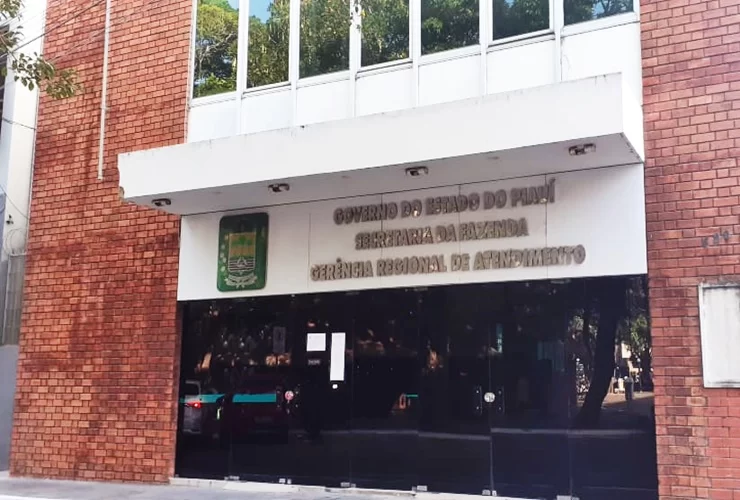 GOVERNO DO ESTADO DO PIAUÍ
SECRETARIA DA FAZENDA
GERÊNCIA REGIONAL DE ATENDIMENTO